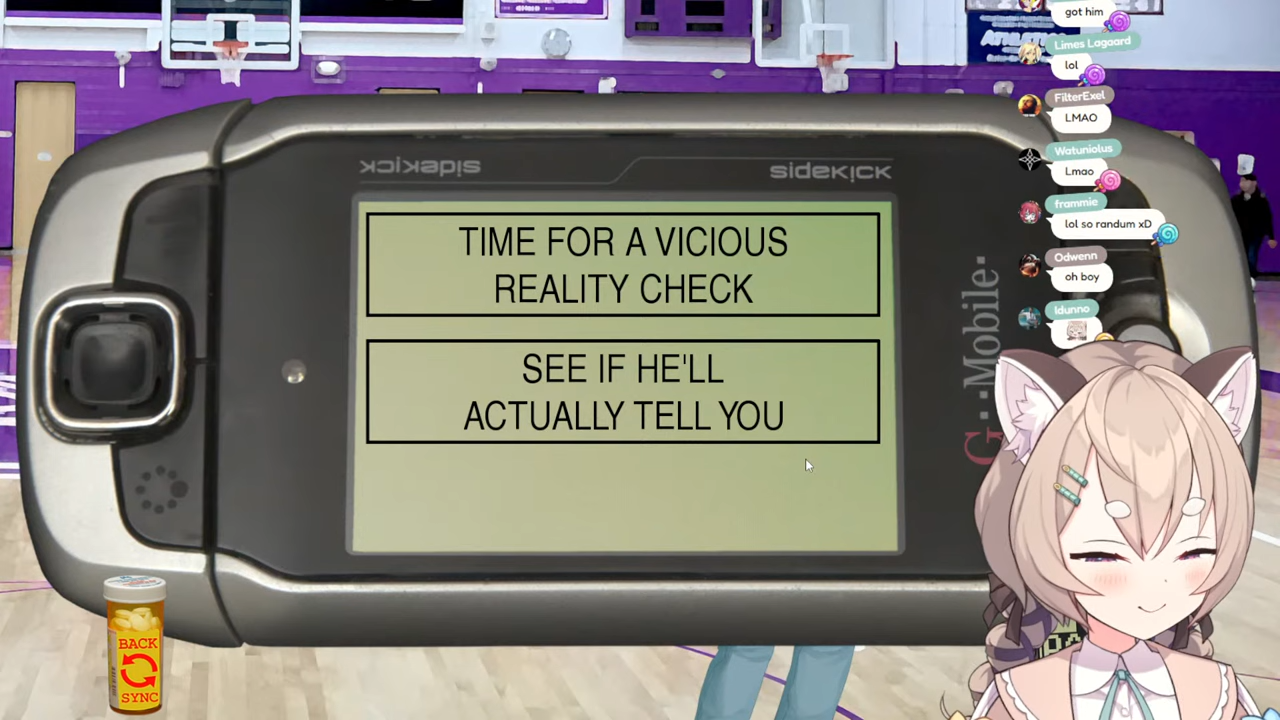 sidekick
sidekick
TIME FOR A VICIOUS
REALITY CHECK
SEE IF HE'LL
ACTUALLY TELL YOU
G··Mobile·
BACK
SYNC
got him
Limes Lagaard
lol
FilterExel
LMAO
Watuniolus
Lmao
frammie
lol so randum xD
Odwenn
oh boy
Idunno